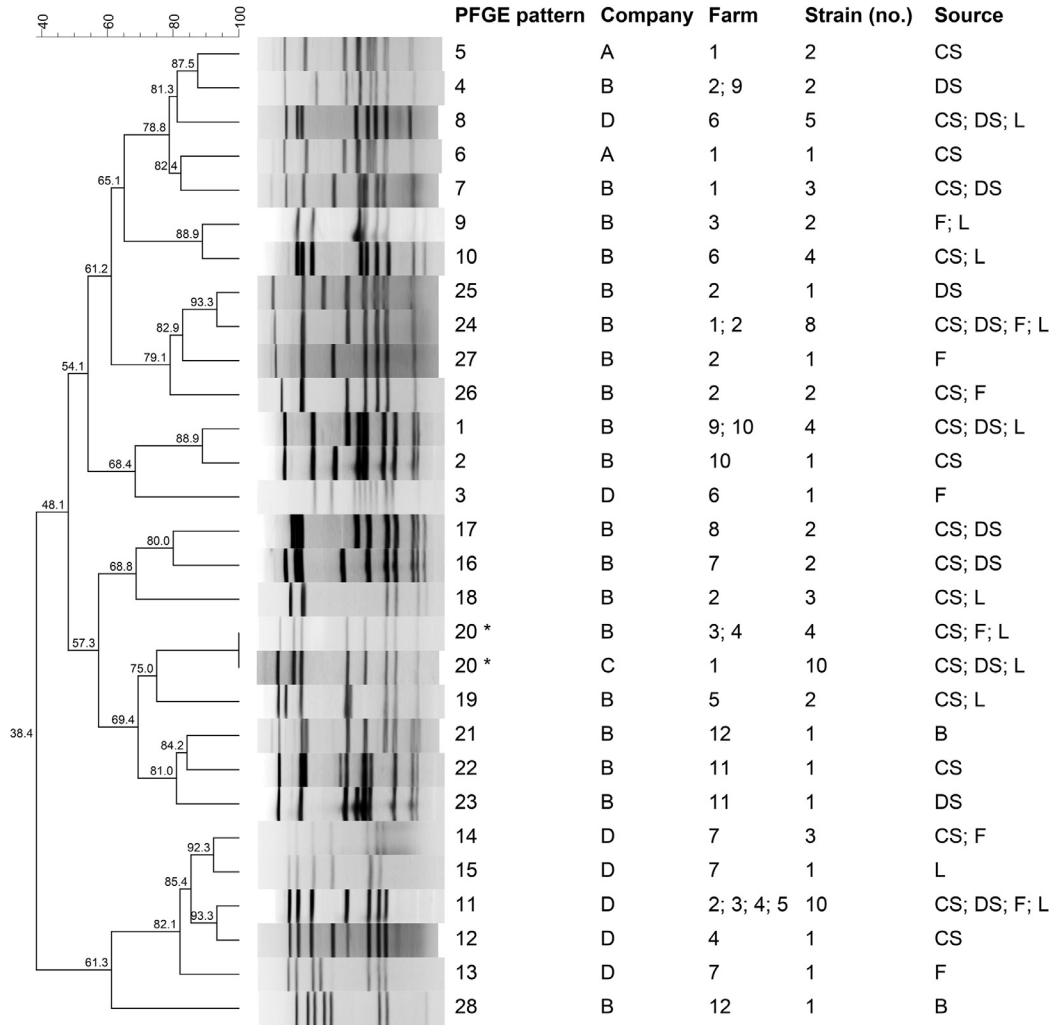 40 60 80 100 PFGE pattern Company Farm Strain (no.) Source
5 A 1 2 CS
87.5
4 B 2; 9 2 DS
81.3
8 D 6 5 CS; DS; L
78.8
6 A 1 1 CS
82.4
65.1
7 B 1 3 CS; DS
9 B 3 2 F; L
88.9
10 B 6 4 CS; L
61.2
25 B 2 1 DS
93.3
24 B 1; 2 8 CS; DS; F; L
82.9
27 B 2 1 F
79.1
54.1
26 B 2 2 CS; F
1 B 9; 10 4 CS; DS; L
88.9
2 B 10 1 CS
68.4
3 D 6 1 F
48.1
17 B 8 2 CS; DS
80.0
16 B 7 2 CS; DS
68.8
18 B 2 3 CS; L
20 * B 3; 4 4 CS; F; L
57.3
20 * C 1 10 CS; DS; L
75.0
19 B 5 2 CS; L
69.4
21 B 12 1 B
38.4
84.2
22 B 11 1 CS
81.0
23 B 11 1 DS
14 D 7 3 CS; F
92.3
15 D 7 1 L
85.4
11 D 2; 3; 4; 5 10 CS; DS; F; L
93.3
12 D 4 1 CS
82.1
13 D 7 1 F
61.3
28 B 12 1 B